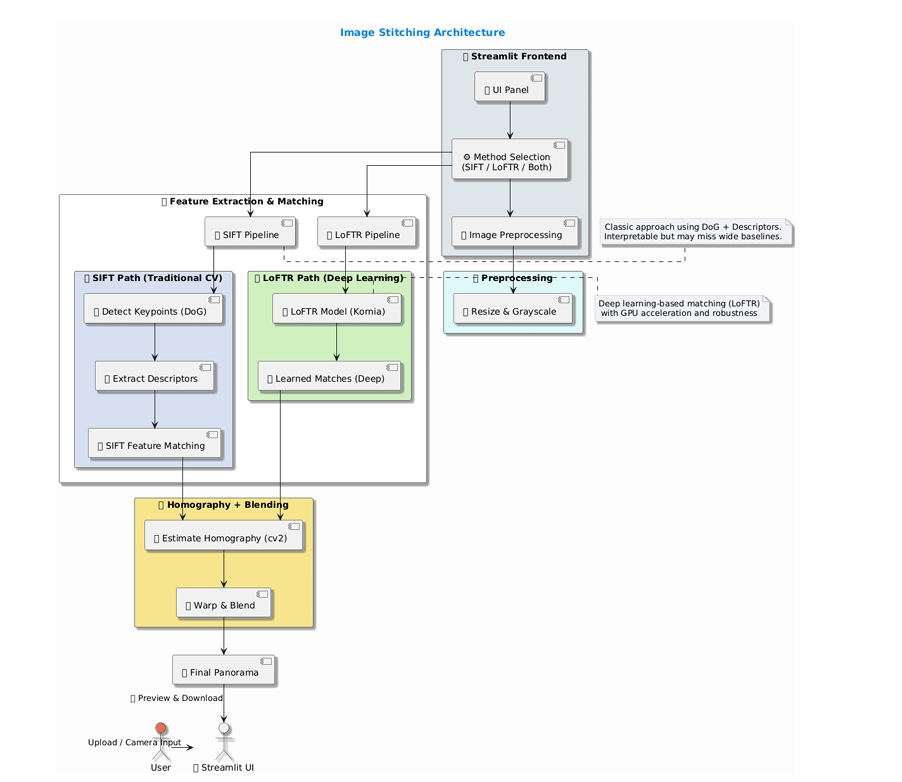 Image Stitching Architecture
Streamlit Frontend
UI Panel
⚙ Method Selection
(SIFT / LoFTR / Both)
Feature Extraction & Matching
SIFT Pipeline
LoFTR Pipeline
Image Preprocessing
Classic approach using DoG + Descriptors.
Interpretable but may miss wide baselines.
SIFT Path (Traditional CV)
LoFTR Path (Deep Learning)
Preprocessing
Detect Keypoints (DoG)
LoFTR Model (Kornia)
Resize & Grayscale
Deep learning-based matching (LoFTR)
with GPU acceleration and robustness
Extract Descriptors
Learned Matches (Deep)
SIFT Feature Matching
Homography + Blending
Estimate Homography (cv2)
Warp & Blend
Final Panorama
Preview & Download
Upload / Camera Input
User
Streamlit UI